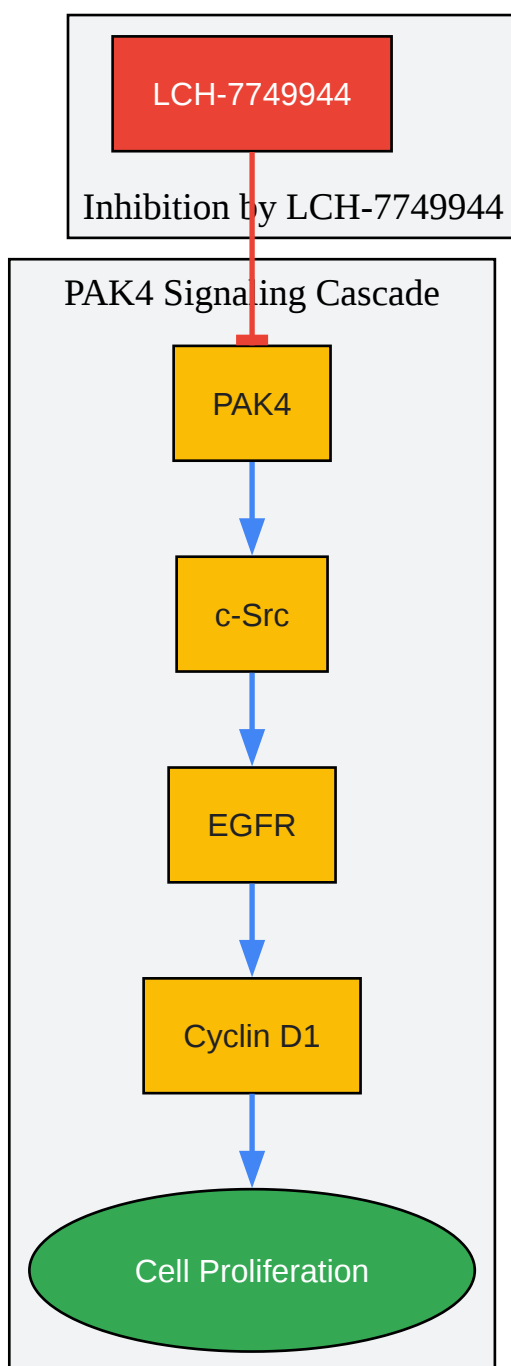 LCH-7749944
Inhibition by LCH-7749944
PAK4 Signaling Cascade
PAK4
c-Src
EGFR
Cyclin D1
Cell Proliferation